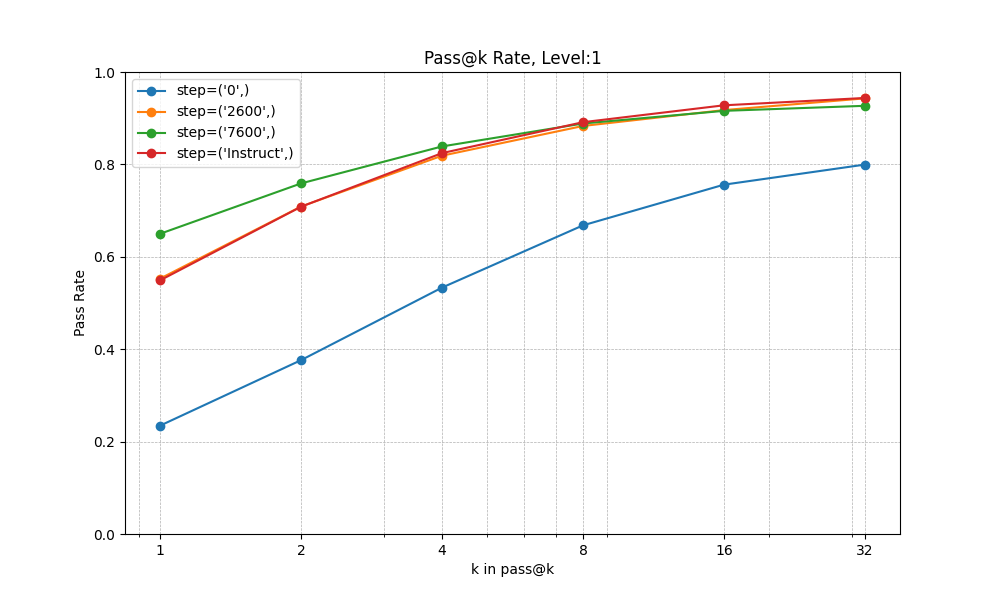 Pass@k Rate, Level:1
step=('0',)
step=('2600',)
step=('7600',)
step=('Instruct',)
Pass Rate
1.0
0.8
0.6
0.4
0.2
0.0
1 2 4 8 16 32
k in pass@k